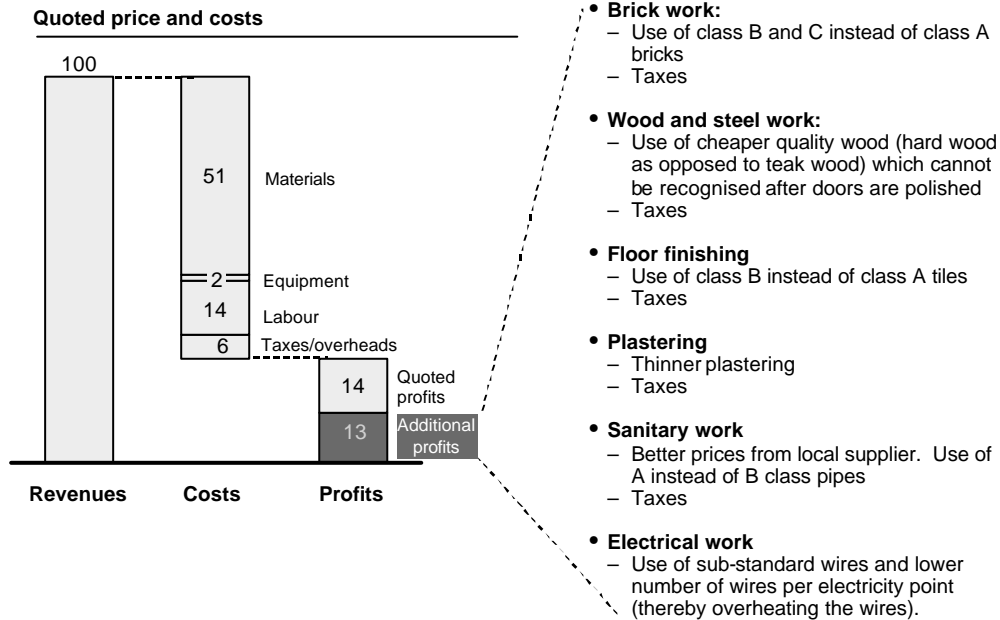 Quoted price and costs
100
51
Materials
2
Equipment
14
Labour
6
Taxes/overheads
14
Quoted
profits
13
Additional
profits
Revenues
Costs
Profits
• Brick work:
– Use of class B and C instead of class A
bricks
– Taxes
• Wood and steel work:
– Use of cheaper quality wood (hard wood
as opposed to teak wood) which cannot
be recognised after doors are polished
– Taxes
• Floor finishing
– Use of class B instead of class A tiles
– Taxes
• Plastering
– Thinner plastering
– Taxes
• Sanitary work
– Better prices from local supplier. Use of
A instead of B class pipes
– Taxes
• Electrical work
– Use of sub-standard wires and lower
number of wires per electricity point
(thereby overheating the wires).